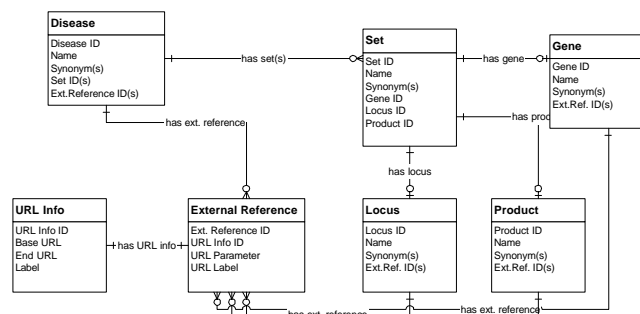 Disease
Disease ID
Name
Synonym(s)
Set ID(s)
Ext.Reference ID(s)
has set(s)
Set
Set ID
Name
Synonym(s)
Gene ID
Locus ID
Product ID
has gene
Gene
Gene ID
Name
Synonym(s)
Ext.Ref. ID(s)
has ext. reference
has locus
URL Info
URL Info ID
Base URL
End URL
Label
has URL info
External Reference
Ext. Reference ID
URL Info ID
URL Parameter
URL Label
Locus
Locus ID
Name
Synonym(s)
Ext.Ref. ID(s)
Product
Product ID
Name
Synonym(s)
Ext.Ref. ID(s)
has ext. reference
has ext. reference